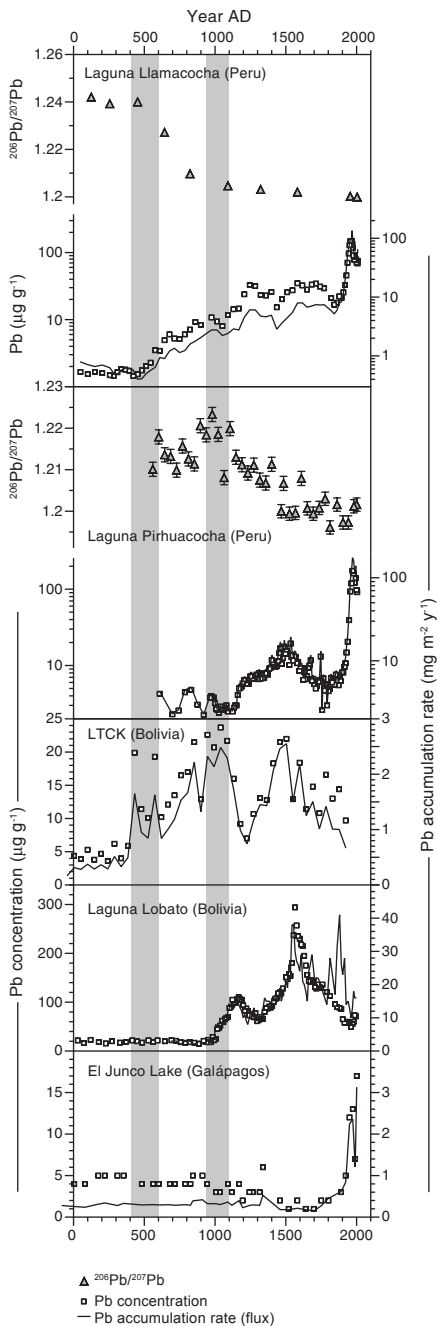 Year AD
0 500 1000 1500 2000
1.26
Laguna Llamacocha (Peru)
1.24
1.22
1.2
206Pb/207Pb
100
10
Pb (µg g-1)
100
10
1
1.23
1.22
1.21
1.2
206Pb/207Pb
Laguna Pirhuacocha (Peru)
100
10
100
10
3
25
LTCK (Bolivia)
20
15
10
5
0
2
1
0
Laguna Lobato (Bolivia)
300
200
100
0
40
30
20
10
0
El Junco Lake (Galápagos)
15
10
5
0
3
2
1
0
Pb concentration (µg g-1)
Pb accumulation rate (mg m-2 y-1)
0 500 1000 1500 2000
206Pb/207Pb
Pb concentration
Pb accumulation rate (flux)